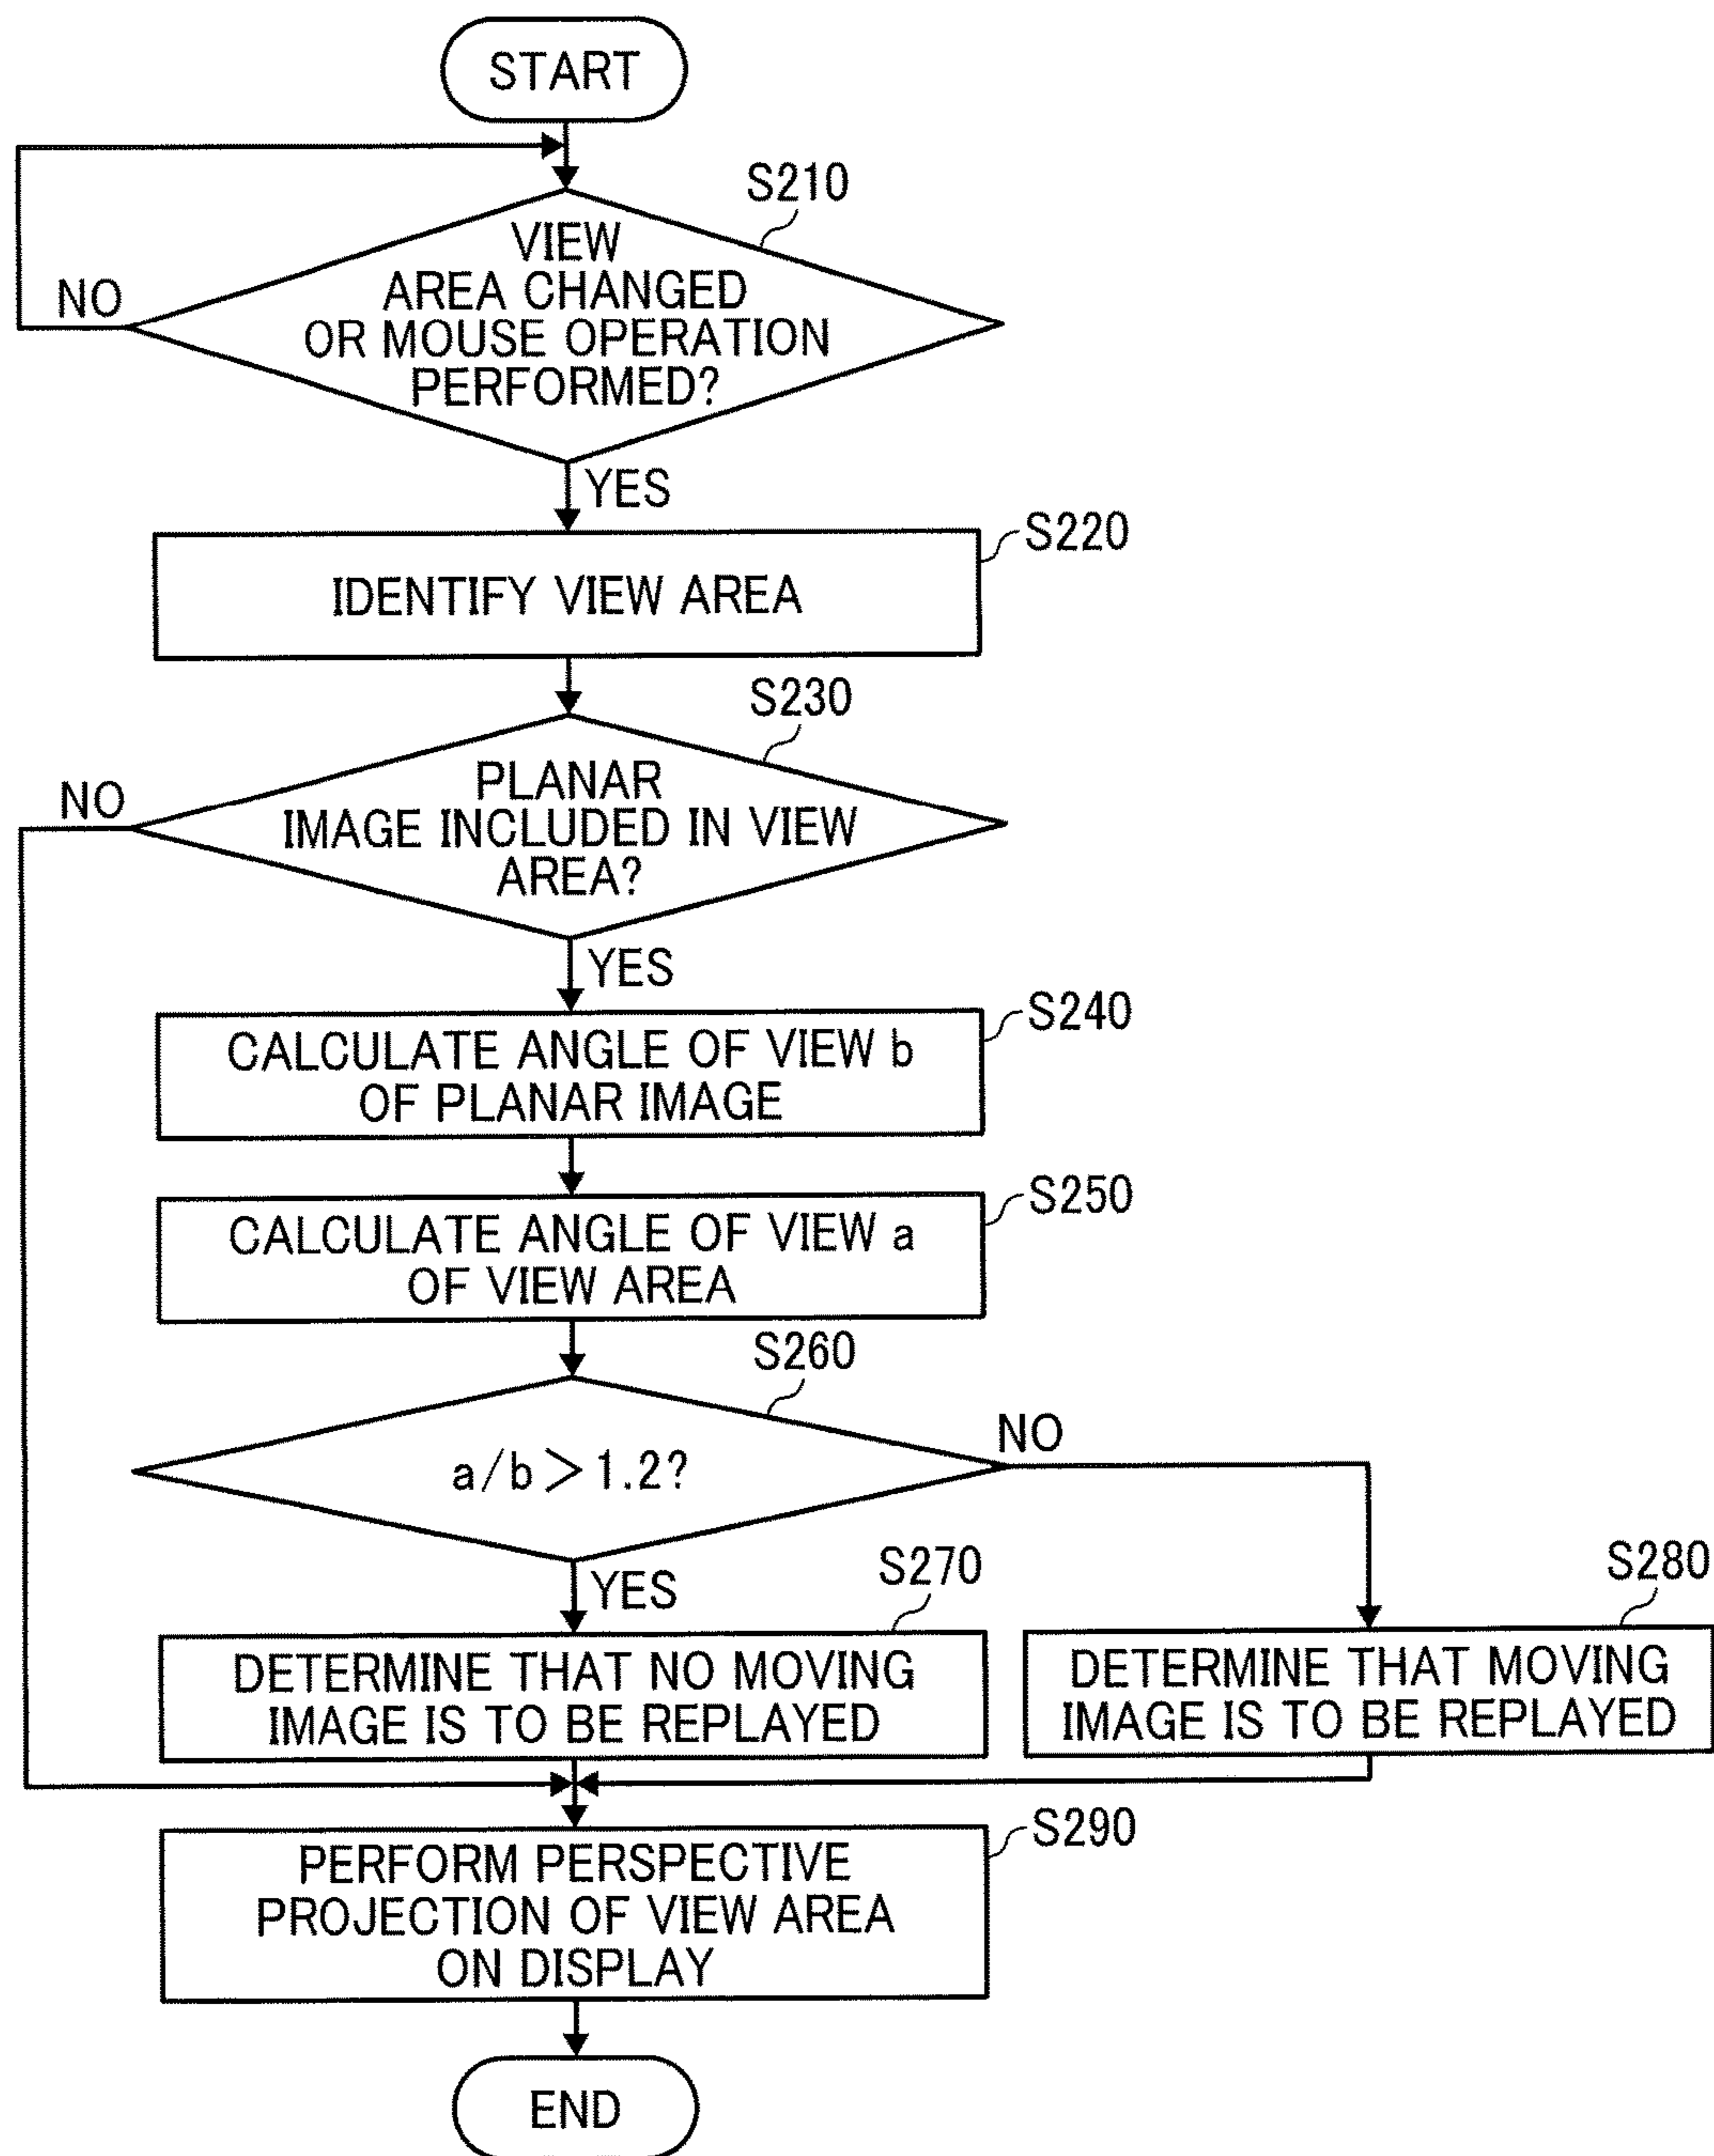 START
S210
VIEW
AREA CHANGED
OR MOUSE OPERATION
PERFORMED?
NO
YES
S220
IDENTIFY VIEW AREA
S230
PLANAR
IMAGE INCLUDED IN VIEW
AREA?
NO
YES
S240
CALCULATE ANGLE OF VIEW b
OF PLANAR IMAGE
S250
CALCULATE ANGLE OF VIEW a
OF VIEW AREA
S260
a/b>1.2?
NO
YES
S270
DETERMINE THAT NO MOVING
IMAGE IS TO BE REPLAYED
S280
DETERMINE THAT MOVING
IMAGE IS TO BE REPLAYED
S290
PERFORM PERSPECTIVE
PROJECTION OF VIEW AREA
ON DISPLAY
END